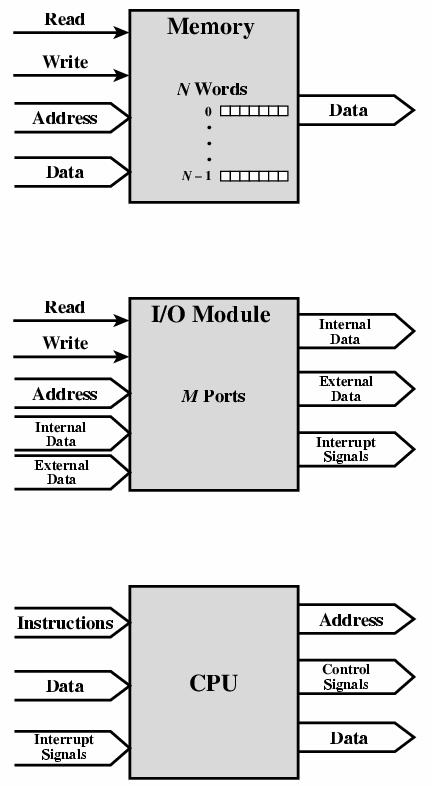 Read
Memory
Write
N Words
0
Data
Address
Data
N – 1
Read
I/O Module
Internal
Data
Write
Address
M Ports
External
Data
Internal
Data
Interrupt
Signals
External
Data
Instructions
Address
CPU
Control
Signals
Data
Data
Interrupt
Signals